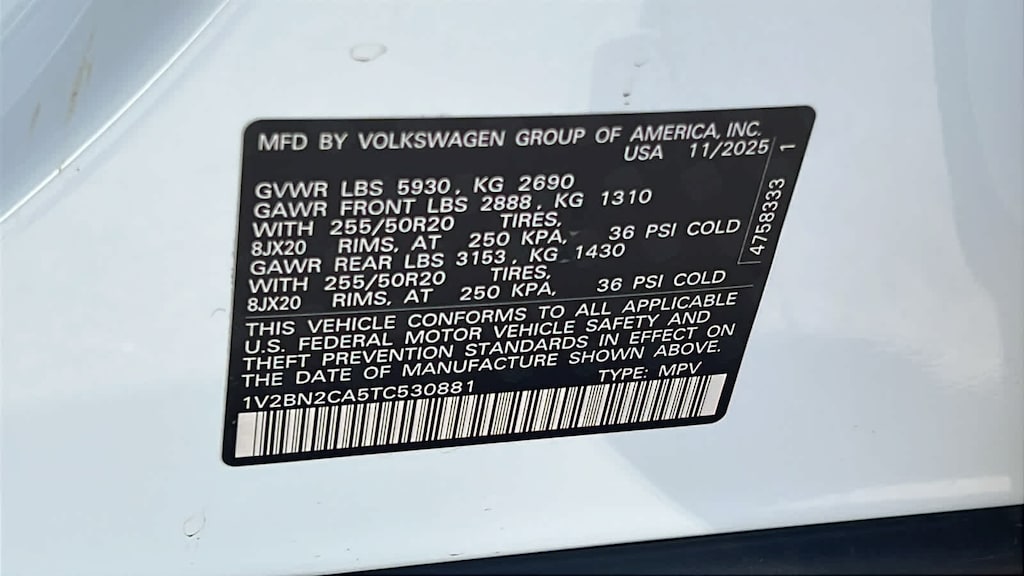 MFD BY VOLKSWAGEN GROUP OF AMERICA, INC.
USA 11/2025
GVWR LBS 5930, KG 2690
GAWR FRONT LBS 2888, KG 1310
WITH 255/50R20 TIRES,
8JX20 RIMS, AT 250 KPA, 36 PSI COLD
GAWR REAR LBS 3153, KG 1430
WITH 255/50R20 TIRES,
8JX20 RIMS, AT 250 KPA, 36 PSI COLD
THIS VEHICLE CONFORMS TO ALL APPLICABLE
U.S. FEDERAL MOTOR VEHICLE SAFETY AND
THEFT PREVENTION STANDARDS IN EFFECT ON
THE DATE OF MANUFACTURE SHOWN ABOVE.
1V2BN2CA5TC530881 TYPE: MPV
4758333 1